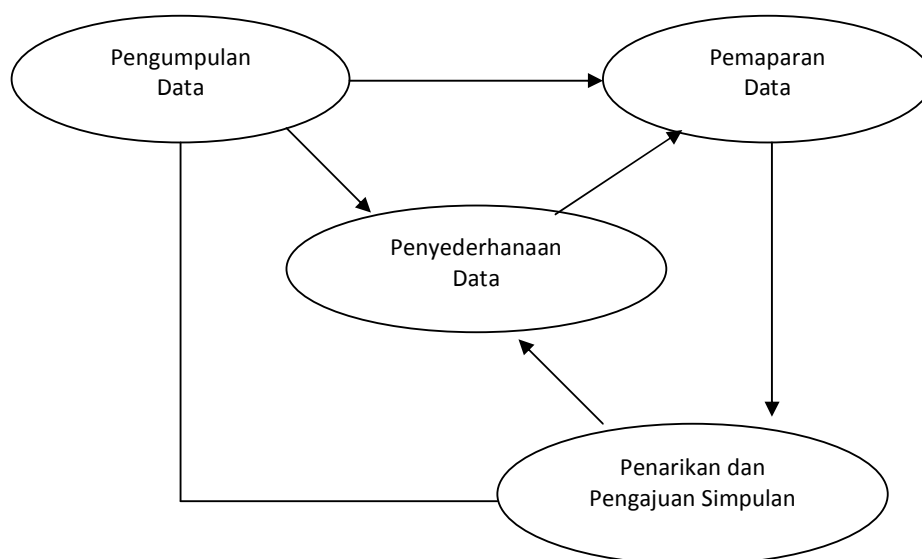 Pengumpulan
Data
Pemaparan
Data
Penyederhanaan
Data
Penarikan dan
Pengajuan Simpulan